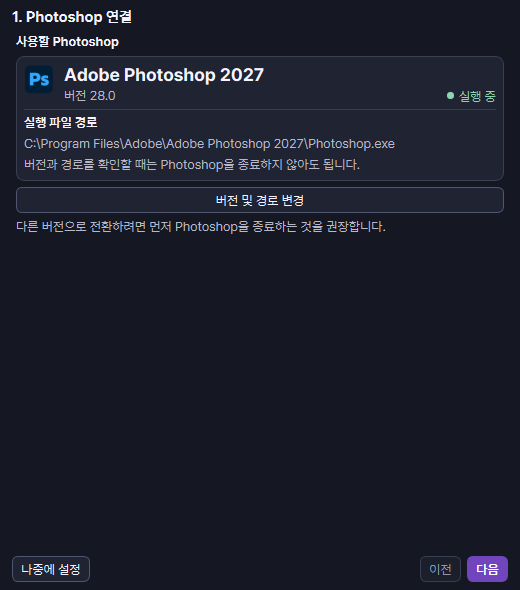 1. Photoshop 연결
사용할 Photoshop
Ps
Adobe Photoshop 2027
버전 28.0
실행 중
실행 파일 경로
C:\Program Files\Adobe\Adobe Photoshop 2027\Photoshop.exe
버전과 경로를 확인할 때는 Photoshop을 종료하지 않아도 됩니다.
버전 및 경로 변경
다른 버전으로 전환하려면 먼저 Photoshop을 종료하는 것을 권장합니다.
나중에 설정
이전
다음